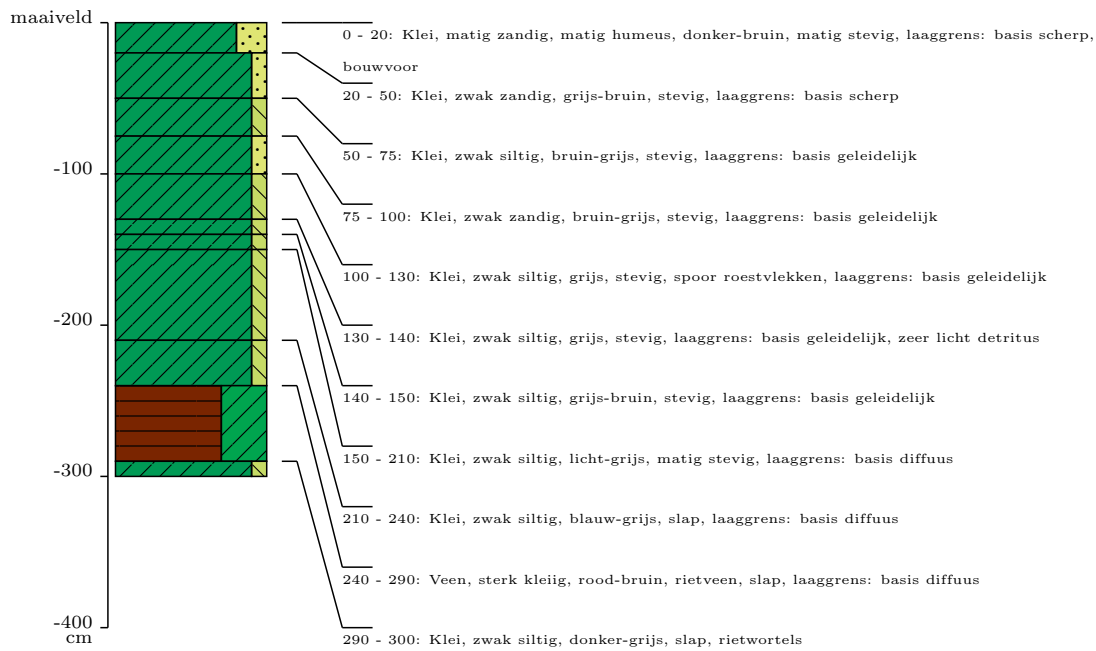 maaiveld
0 - 20: Klei, matig zandig, matig humeus, donker-bruin, matig stevig, laaggrens: basis scherp,
bouwvoor
20 - 50: Klei, zwak zandig, grijs-bruin, stevig, laaggrens: basis scherp
50 - 75: Klei, zwak siltig, bruin-grijs, stevig, laaggrens: basis geleidelijk
-100
75 - 100: Klei, zwak zandig, bruin-grijs, stevig, laaggrens: basis geleidelijk
100 - 130: Klei, zwak siltig, grijs, stevig, spoor roestvlekken, laaggrens: basis geleidelijk
-200
130 - 140: Klei, zwak siltig, grijs, stevig, laaggrens: basis geleidelijk, zeer licht detritus
140 - 150: Klei, zwak siltig, grijs-bruin, stevig, laaggrens: basis geleidelijk
150 - 210: Klei, zwak siltig, licht-grijs, matig stevig, laaggrens: basis diffuus
-300
210 - 240: Klei, zwak siltig, blauw-grijs, slap, laaggrens: basis diffuus
240 - 290: Veen, sterk kleiig, rood-bruin, rietveen, slap, laaggrens: basis diffuus
-400
cm
290 - 300: Klei, zwak siltig, donker-grijs, slap, rietwortels